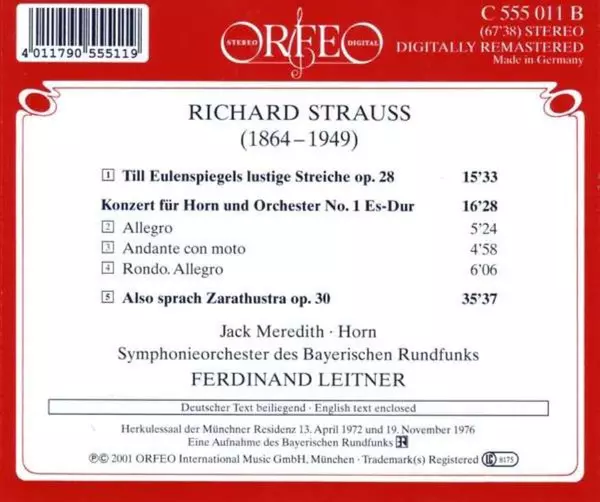 4 011790 555119
ORFEO
STEREO DIGITAL
C 555 011 B
(67'38) STEREO
DIGITALLY REMASTERED
Made in Germany
RICHARD STRAUSS
(1864–1949)
1 Till Eulenspiegels lustige Streiche op. 28 15'33
Konzert für Horn und Orchester No. 1 Es-Dur 16'28
2 Allegro 5'24
3 Andante con moto 4'58
4 Rondo. Allegro 6'06
5 Also sprach Zarathustra op. 30 35'37
Jack Meredith · Horn
Symphonieorchester des Bayerischen Rundfunks
FERDINAND LEITNER
Deutscher Text beiliegend · English text enclosed
Herkulessaal der Münchner Residenz 13. April 1972 und 19. November 1976
Eine Aufnahme des Bayerischen Rundfunks BR
℗© 2001 ORFEO International Music GmbH, München · Trademark(s) Registered LC 8175